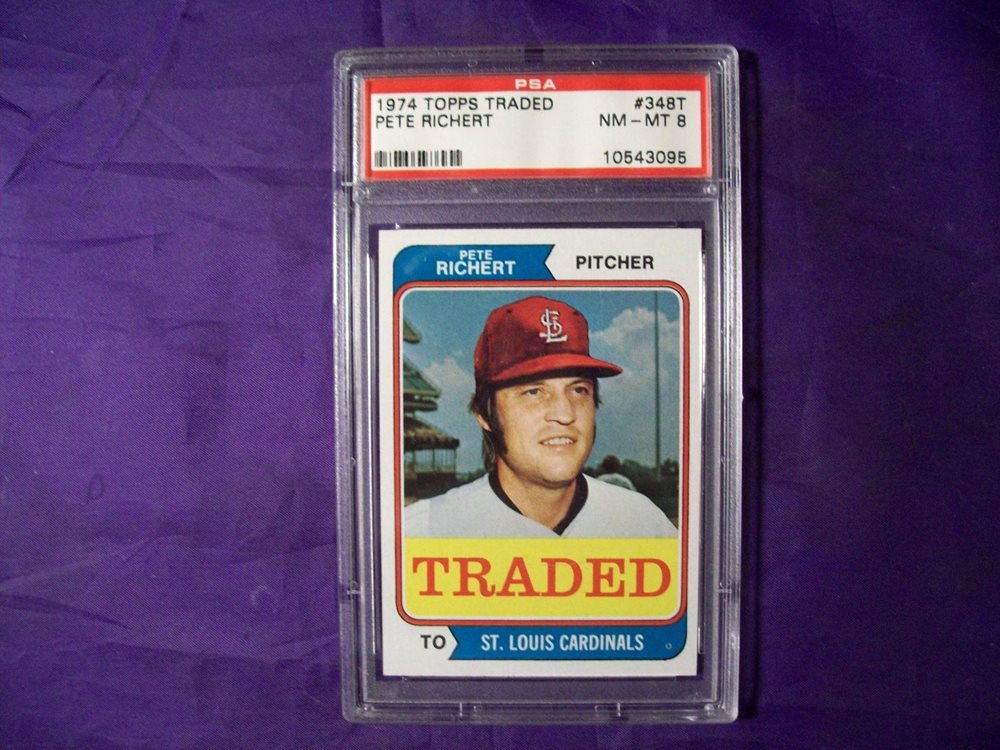 PSA
1974 TOPPS TRADED #348T
PETE RICHERT NM-MT 8
10543095
PETE
RICHERT
PITCHER
STL
TRADED
TO ST. LOUIS CARDINALS